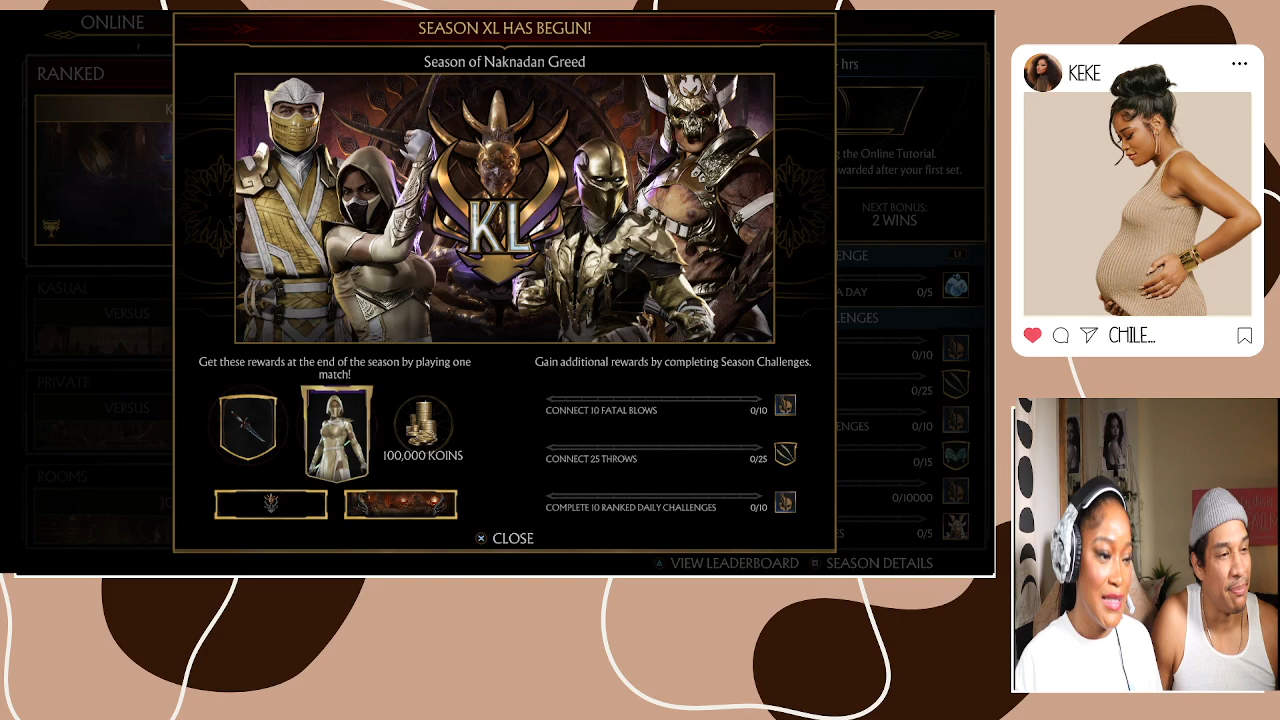 ONLINE
SEASON XL HAS BEGUN!
Season of Naknadan Greed
RANKED
hrs
KL
g the Online Tutorial.
warded after your first set.
NEXT BONUS:
2 WINS
ENGE
L1
A DAY 0/5
LENGES
0/10
0/25
ENGES 0/10
0/15
0/10000
0/5
KASUAL
VERSUS
PRIVATE
VERSUS
ROOMS
Get these rewards at the end of the season by playing one
match!
100,000 KOINS
Gain additional rewards by completing Season Challenges.
CONNECT 10 FATAL BLOWS 0/10
CONNECT 25 THROWS 0/25
COMPLETE 10 RANKED DAILY CHALLENGES 0/10
CLOSE
VIEW LEADERBOARD SEASON DETAILS
KEKE
CHILE...